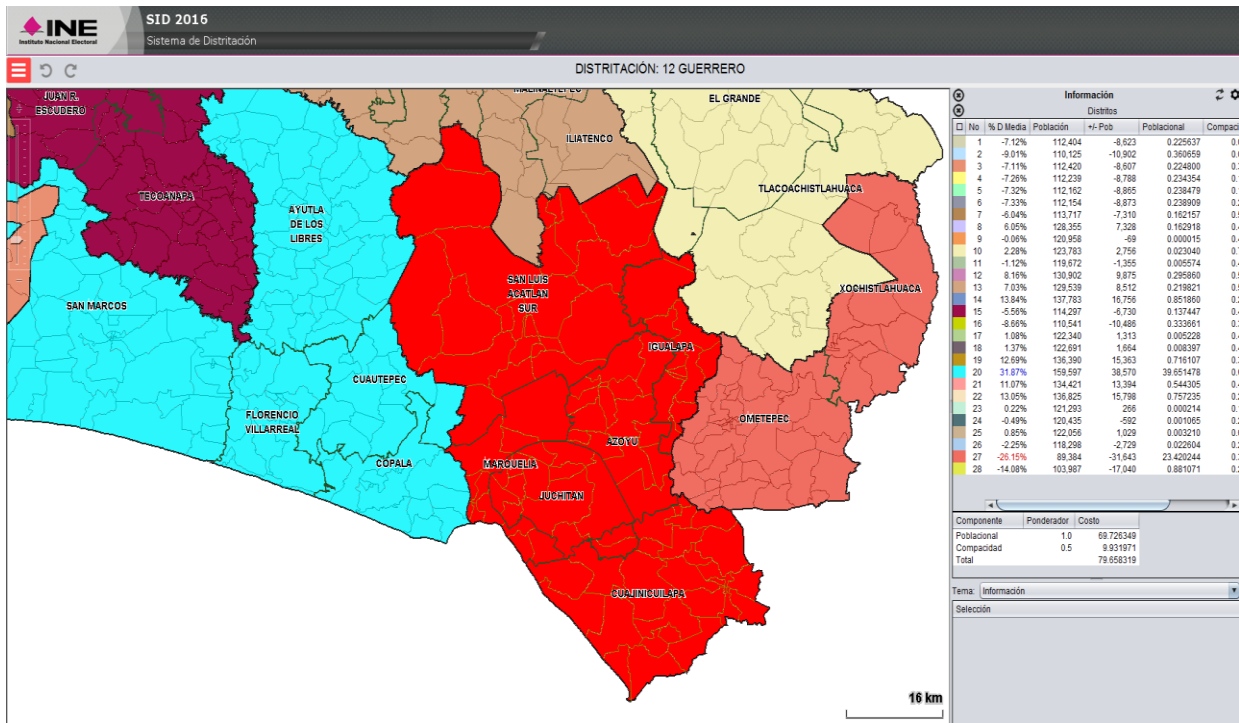 INE
Instituto Nacional Electoral
SID 2016
Sistema de Distritación
DISTRITACIÓN: 12 GUERRERO
JUAN R.
ESCUDERO
TECOANAPA
SAN MARCOS
AYUTLA
DE LOS
LIBRES
FLORENCIO
VILLARREAL
CUAUTEPEC
COPALA
MALINALTEPEC
ILIATENCO
EL GRANDE
TLACOACHISTLAHUACA
XOCHISTLAHUACA
SAN LUIS
ACATLAN
SUR
IGUALAPA
OMETEPEC
AZOYU
MARQUELIA
JUCHITAN
CUAJINICUILAPA
16 km
Información
Distritos
No % D Media Población +/- Pob Poblacional Compaci
1 -7.12% 112,404 -8,623 0.225637
2 -9.01% 110,125 -10,902 0.360659
3 -7.11% 112,420 -8,607 0.224800
4 -7.26% 112,239 -8,788 0.234354
5 -7.32% 112,162 -8,865 0.238479
6 -7.33% 112,154 -8,873 0.238909
7 -6.04% 113,717 -7,310 0.162157
8 6.05% 128,355 7,328 0.162918
9 -0.06% 120,958 -69 0.000015
10 2.28% 123,783 2,756 0.023040
11 -1.12% 119,672 -1,355 0.005574
12 8.16% 130,902 9,875 0.295860
13 7.03% 129,539 8,512 0.219821
14 13.84% 137,783 16,756 0.851860
15 -5.56% 114,297 -6,730 0.137447
16 -8.66% 110,541 -10,486 0.333661
17 1.08% 122,340 1,313 0.005228
18 1.37% 122,691 1,664 0.008397
19 12.69% 136,390 15,363 0.716107
20 31.87% 159,597 38,570 39.651478
21 11.07% 134,421 13,394 0.544305
22 13.05% 136,825 15,798 0.757235
23 0.22% 121,293 266 0.000214
24 -0.49% 120,435 -592 0.001065
25 0.85% 122,056 1,029 0.003210
26 -2.25% 118,298 -2,729 0.022604
27 -26.15% 89,384 -31,643 23.420244
28 -14.08% 103,987 -17,040 0.881071
Componente Ponderador Costo
Poblacional 1.0 69.726349
Compacidad 0.5 9.931971
Total 79.658319
Tema: Información
Selección